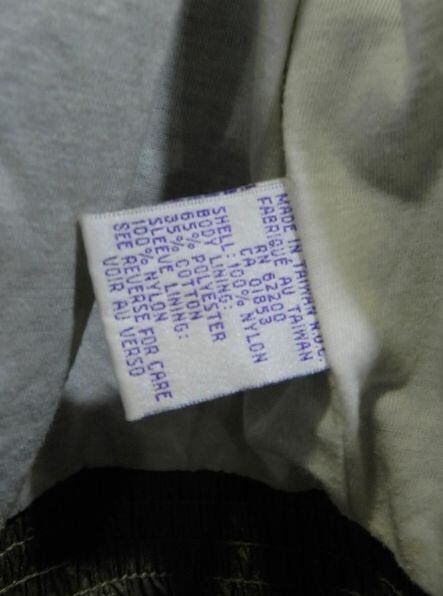 MADE IN TAIWAN R.O.C.
FABRIQUÉ AU TAIWAN
RN 62200
CA 01853
SHELL: 100% NYLON
BODY LINING:
65% POLYESTER
35% COTTON
SLEEVE LINING:
100% NYLON
SEE REVERSE FOR CARE
VOIR AU VERSO